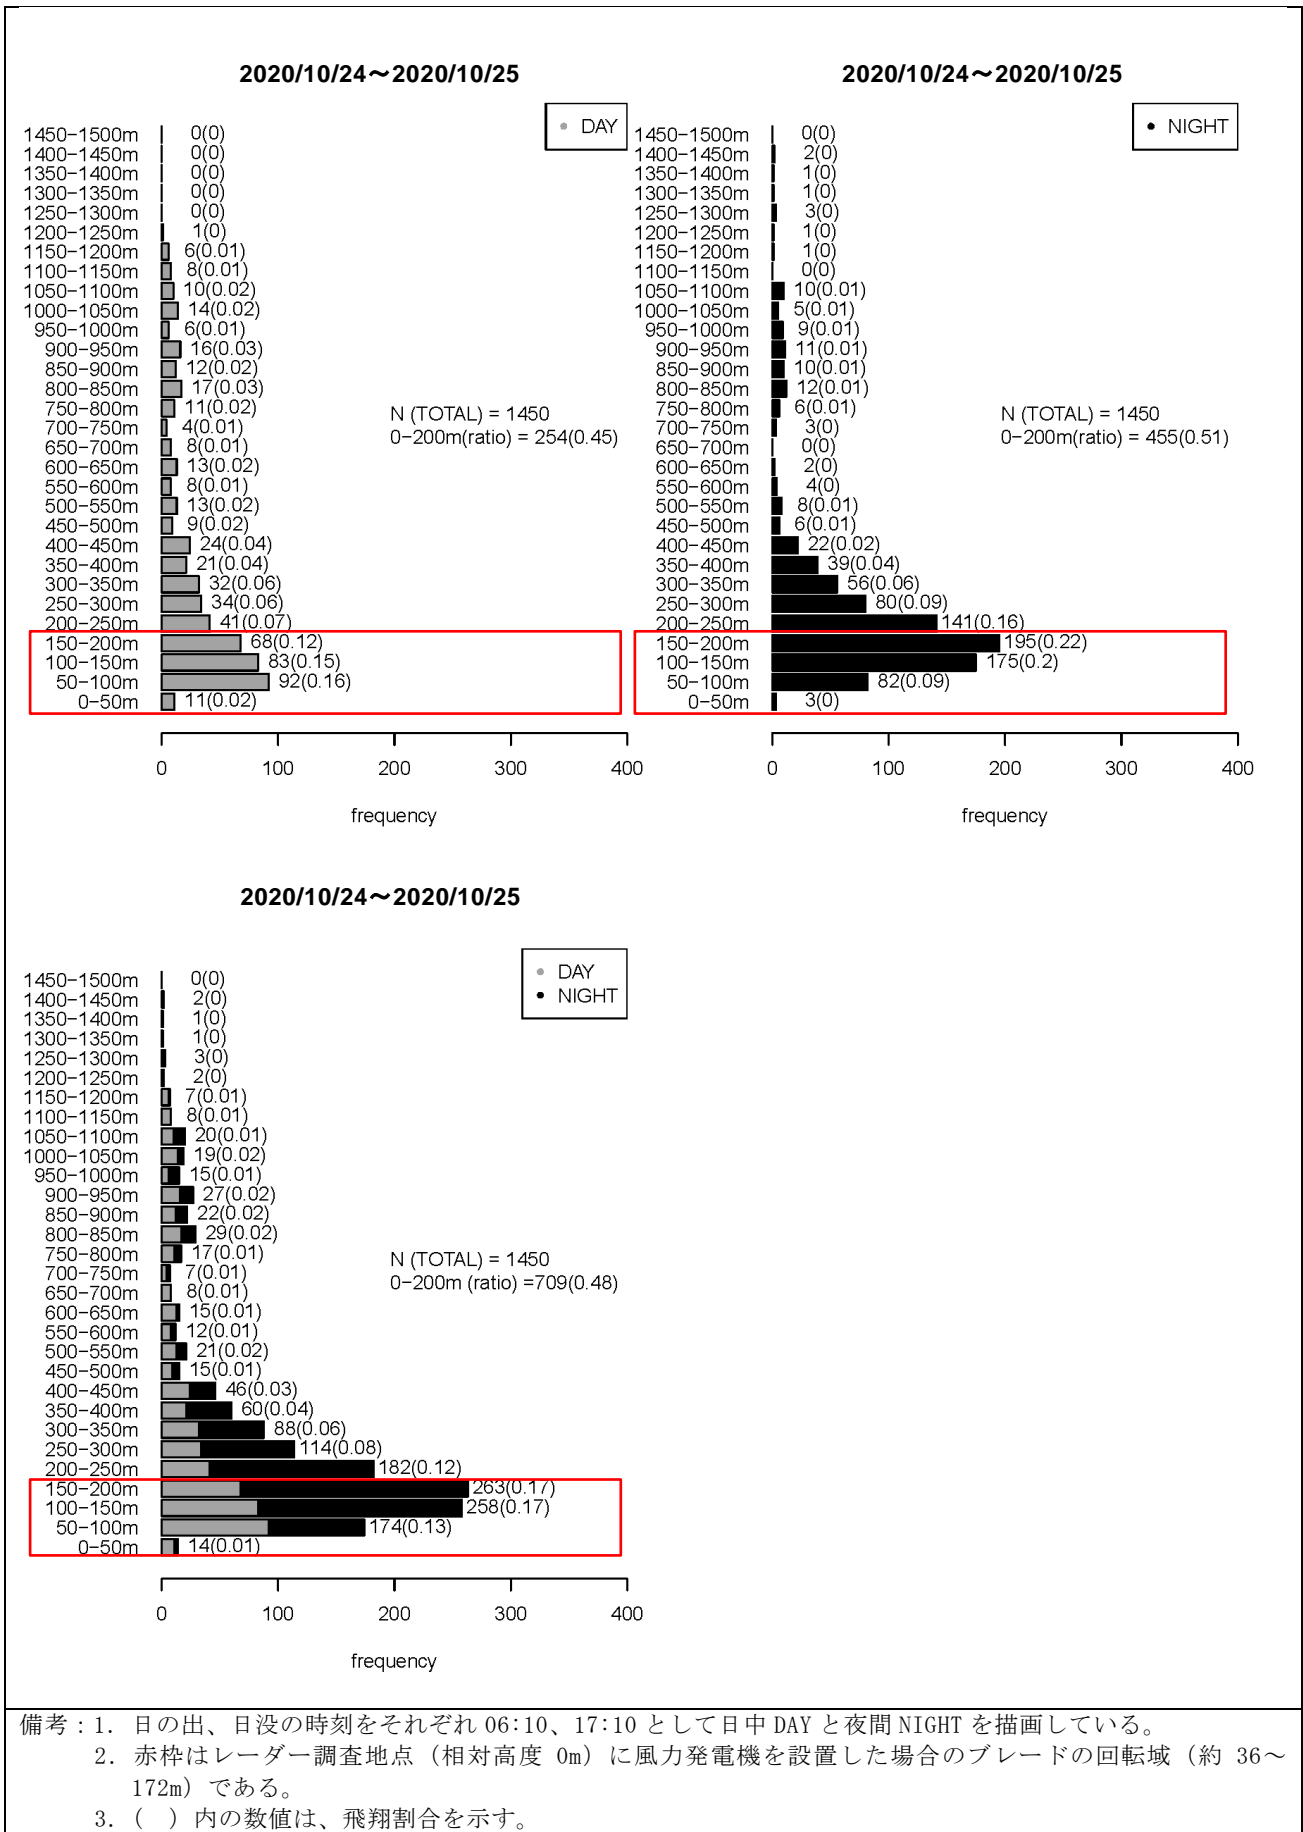 2020/10/24～2020/10/25
DAY
1450-1500m 0(0)
1400-1450m 0(0)
1350-1400m 0(0)
1300-1350m 0(0)
1250-1300m 0(0)
1200-1250m 1(0)
1150-1200m 6(0.01)
1100-1150m 8(0.01)
1050-1100m 10(0.02)
1000-1050m 14(0.02)
950-1000m 6(0.01)
900-950m 16(0.03)
850-900m 12(0.02)
800-850m 17(0.03)
750-800m 11(0.02)
700-750m 4(0.01)
650-700m 8(0.01)
600-650m 13(0.02)
550-600m 8(0.01)
500-550m 13(0.02)
450-500m 9(0.02)
400-450m 24(0.04)
350-400m 21(0.04)
300-350m 32(0.06)
250-300m 34(0.06)
200-250m 41(0.07)
150-200m 68(0.12)
100-150m 83(0.15)
50-100m 92(0.16)
0-50m 11(0.02)
N (TOTAL) = 1450
0-200m(ratio) = 254(0.45)
0 100 200 300 400
frequency
2020/10/24～2020/10/25
NIGHT
1450-1500m 0(0)
1400-1450m 2(0)
1350-1400m 1(0)
1300-1350m 1(0)
1250-1300m 3(0)
1200-1250m 1(0)
1150-1200m 1(0)
1100-1150m 0(0)
1050-1100m 10(0.01)
1000-1050m 5(0.01)
950-1000m 9(0.01)
900-950m 11(0.01)
850-900m 10(0.01)
800-850m 12(0.01)
750-800m 6(0.01)
700-750m 3(0)
650-700m 0(0)
600-650m 2(0)
550-600m 4(0)
500-550m 8(0.01)
450-500m 6(0.01)
400-450m 22(0.02)
350-400m 39(0.04)
300-350m 56(0.06)
250-300m 80(0.09)
200-250m 141(0.16)
150-200m 195(0.22)
100-150m 175(0.2)
50-100m 82(0.09)
0-50m 3(0)
N (TOTAL) = 1450
0-200m(ratio) = 455(0.51)
0 100 200 300 400
frequency
2020/10/24～2020/10/25
DAY
NIGHT
1450-1500m 0(0)
1400-1450m 2(0)
1350-1400m 1(0)
1300-1350m 1(0)
1250-1300m 3(0)
1200-1250m 2(0)
1150-1200m 7(0.01)
1100-1150m 8(0.01)
1050-1100m 20(0.01)
1000-1050m 19(0.02)
950-1000m 15(0.01)
900-950m 27(0.02)
850-900m 22(0.02)
800-850m 29(0.02)
750-800m 17(0.01)
700-750m 7(0.01)
650-700m 8(0.01)
600-650m 15(0.01)
550-600m 12(0.01)
500-550m 21(0.02)
450-500m 15(0.01)
400-450m 46(0.03)
350-400m 60(0.04)
300-350m 88(0.06)
250-300m 114(0.08)
200-250m 182(0.12)
150-200m 263(0.17)
100-150m 258(0.17)
50-100m 174(0.13)
0-50m 14(0.01)
N (TOTAL) = 1450
0-200m (ratio) =709(0.48)
0 100 200 300 400
frequency
備考：1．日の出、日没の時刻をそれぞれ 06:10、17:10 として日中 DAY と夜間 NIGHT を描画している。
2．赤枠はレーダー調査地点（相対高度 0m）に風力発電機を設置した場合のブレードの回転域（約 36～
172m）である。
3．（　）内の数値は、飛翔割合を示す。